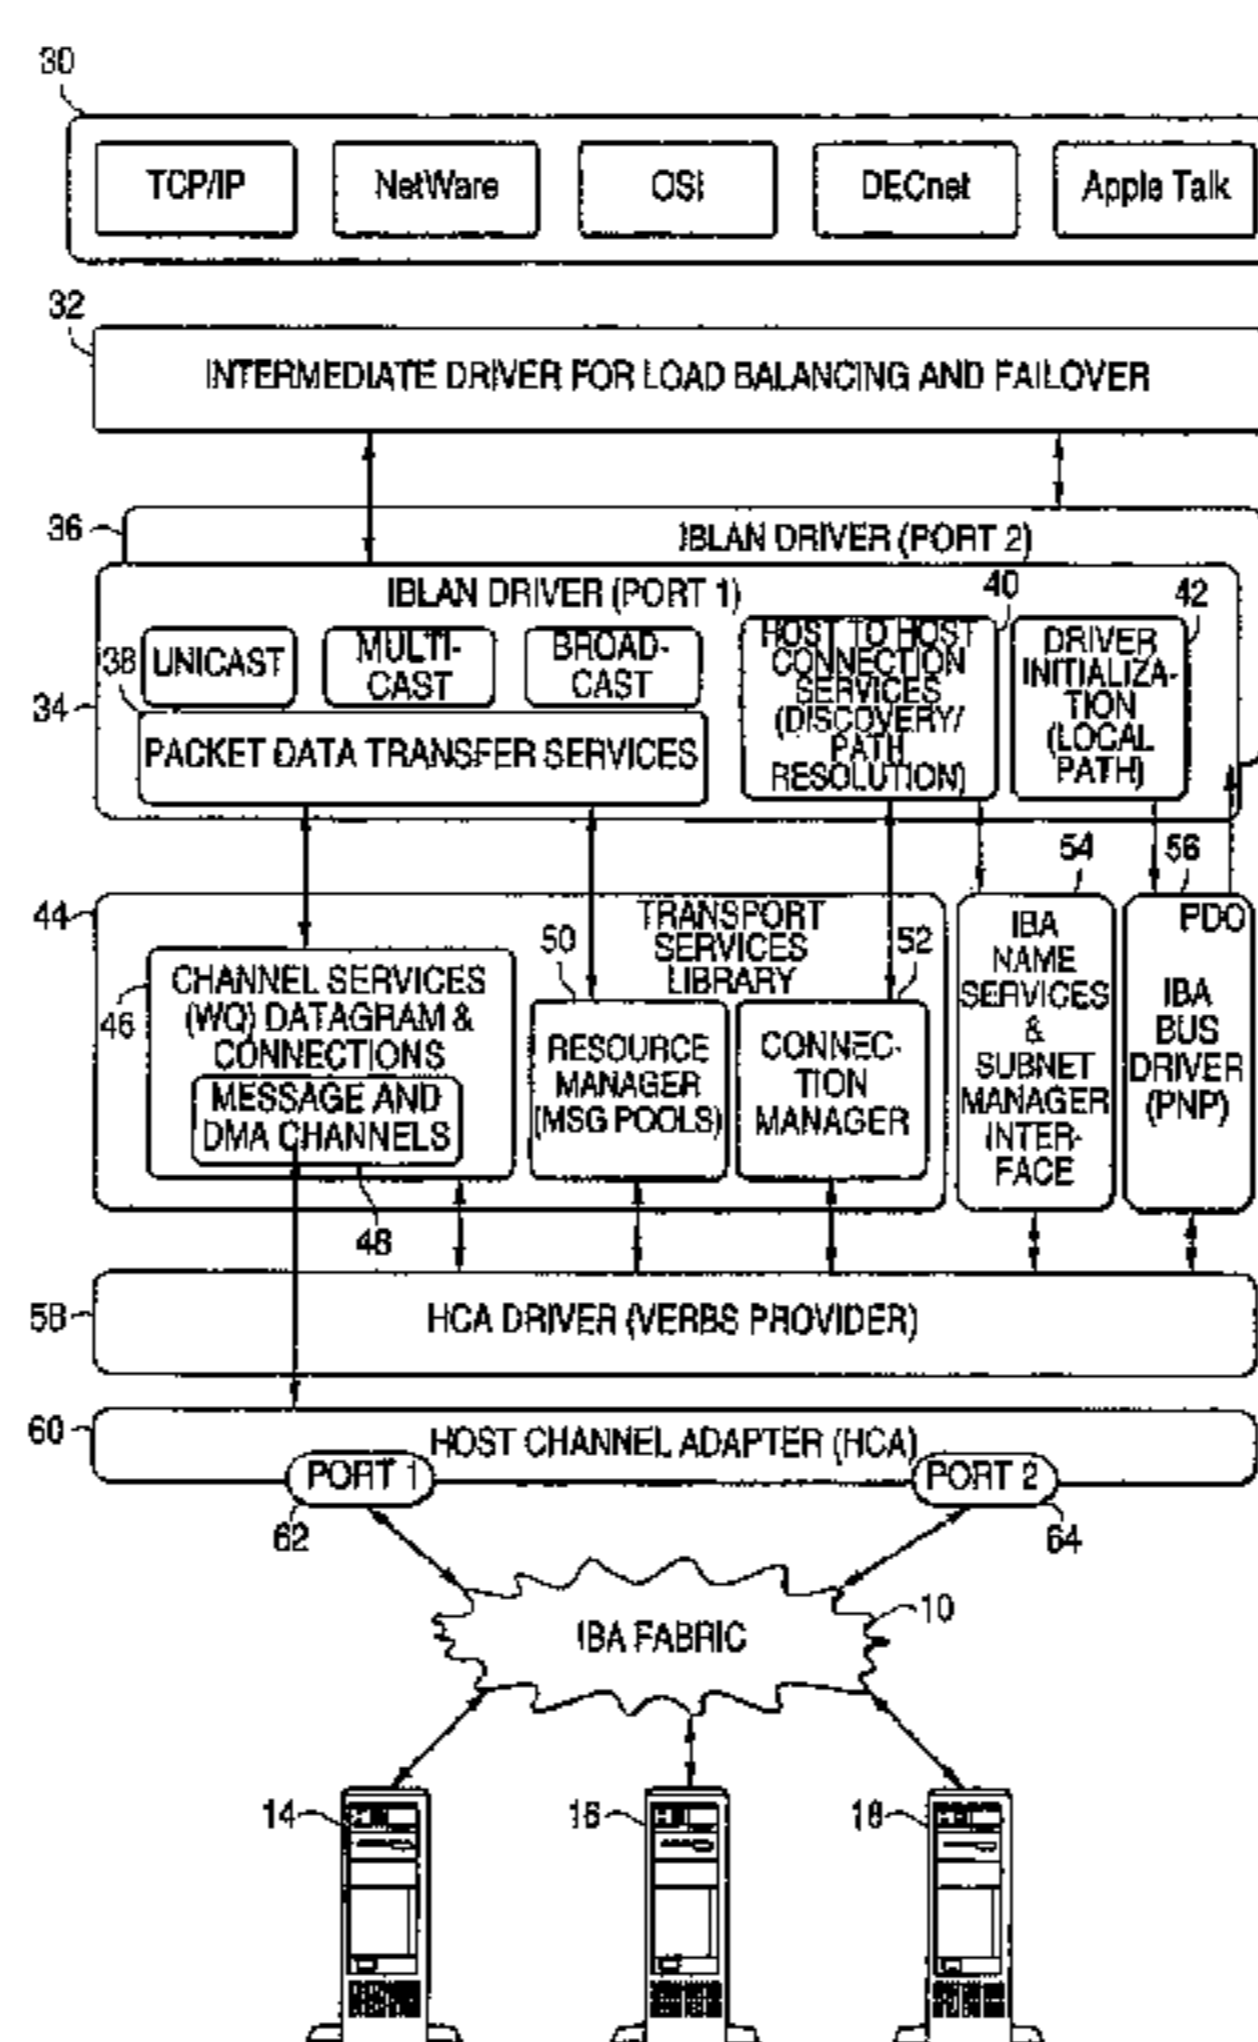 30
TCP/IP NetWare OSI DECnet Apple Talk
32
INTERMEDIATE DRIVER FOR LOAD BALANCING AND FAILOVER
36
IBLAN DRIVER (PORT 2)
IBLAN DRIVER (PORT 1)
40
42
38
UNICAST
MULTI-
CAST
BROAD-
CAST
34
PACKET DATA TRANSFER SERVICES
HOST TO HOST
CONNECTION
SERVICES
(DISCOVERY/
PATH
RESOLUTION)
DRIVER
INITIALIZA-
TION
(LOCAL
PATH)
54
56
44
TRANSPORT
SERVICES
LIBRARY
46
CHANNEL SERVICES
(WQ) DATAGRAM &
CONNECTIONS
MESSAGE AND
DMA CHANNELS
48
50
RESOURCE
MANAGER
(MSG POOLS)
52
CONNEC-
TION
MANAGER
IBA
NAME
SERVICES
&
SUBNET
MANAGER
INTER-
FACE
PDO
IBA
BUS
DRIVER
(PNP)
58
HCA DRIVER (VERBS PROVIDER)
60
HOST CHANNEL ADAPTER (HCA)
PORT 1
PORT 2
62
64
10
IBA FABRIC
14
16
18